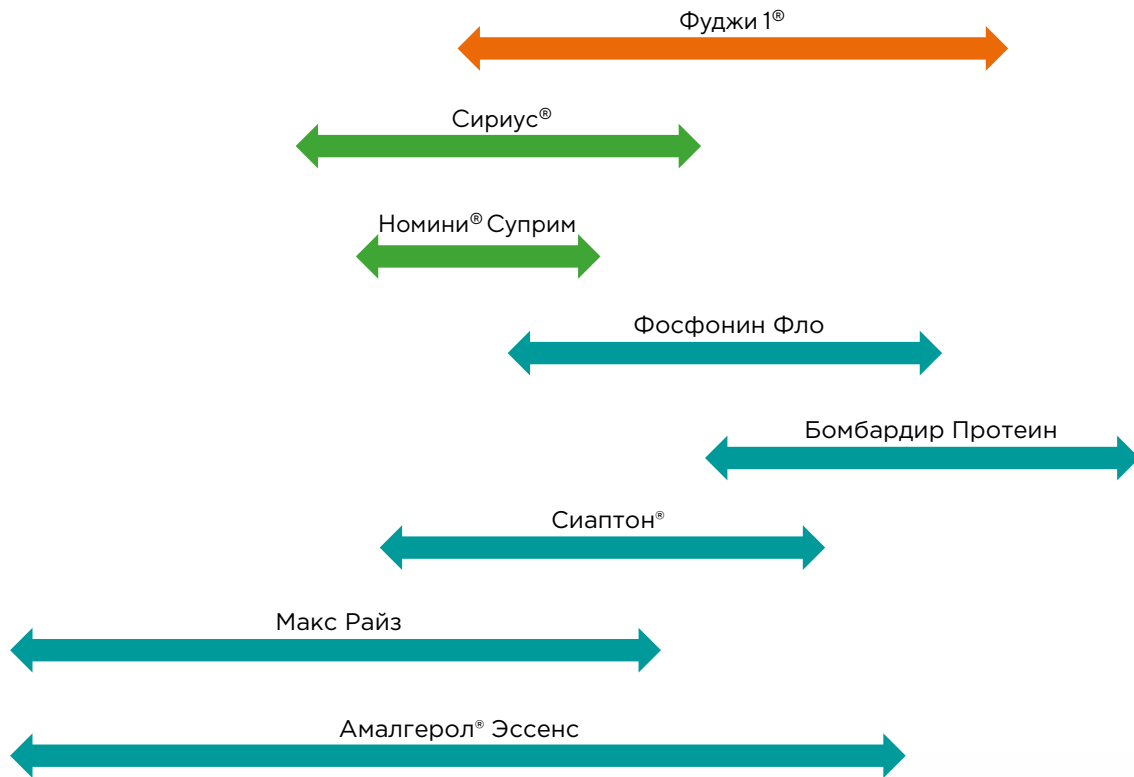 Фуджи 1®
Сириус®
Номини® Суприм
Фосфонин Фло
Бомбардир Протеин
Сиаптон®
Макс Райз
Амалгерол® Эссенс